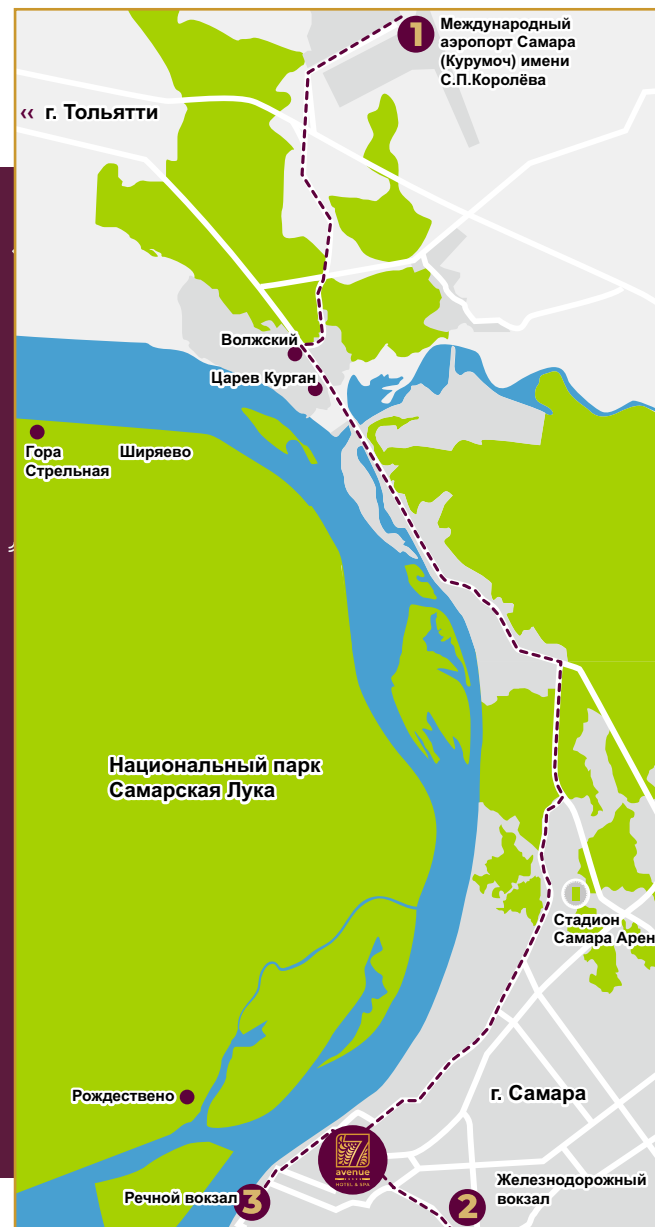 1
Международный
аэропорт Самара
(Курумоч) имени
С.П.Королёва
‹‹ г. Тольятти
Волжский
Царев Курган
Гора
Стрельная
Ширяево
Национальный парк
Самарская Лука
Стадион
Самара Арен
Рождествено
г. Самара
7
avenue
HOTEL & SPA
Железнодорожный
вокзал
2
Речной вокзал
3